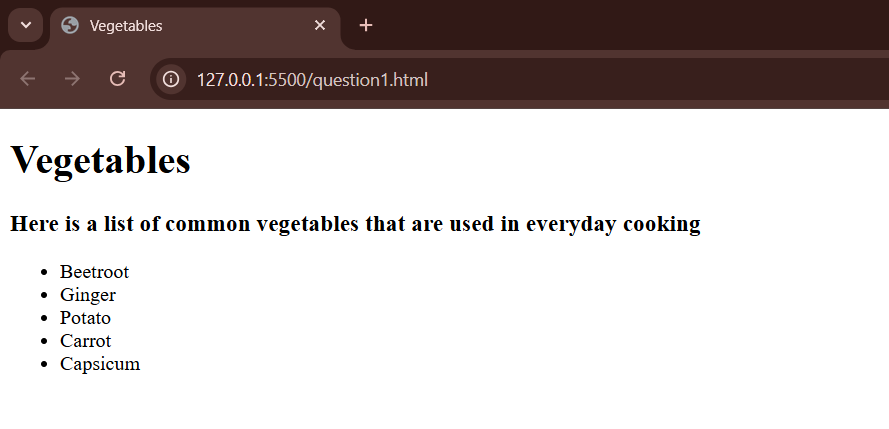 Vegetables
127.0.0.1:5500/question1.html
Vegetables
Here is a list of common vegetables that are used in everyday cooking
Beetroot
Ginger
Potato
Carrot
Capsicum